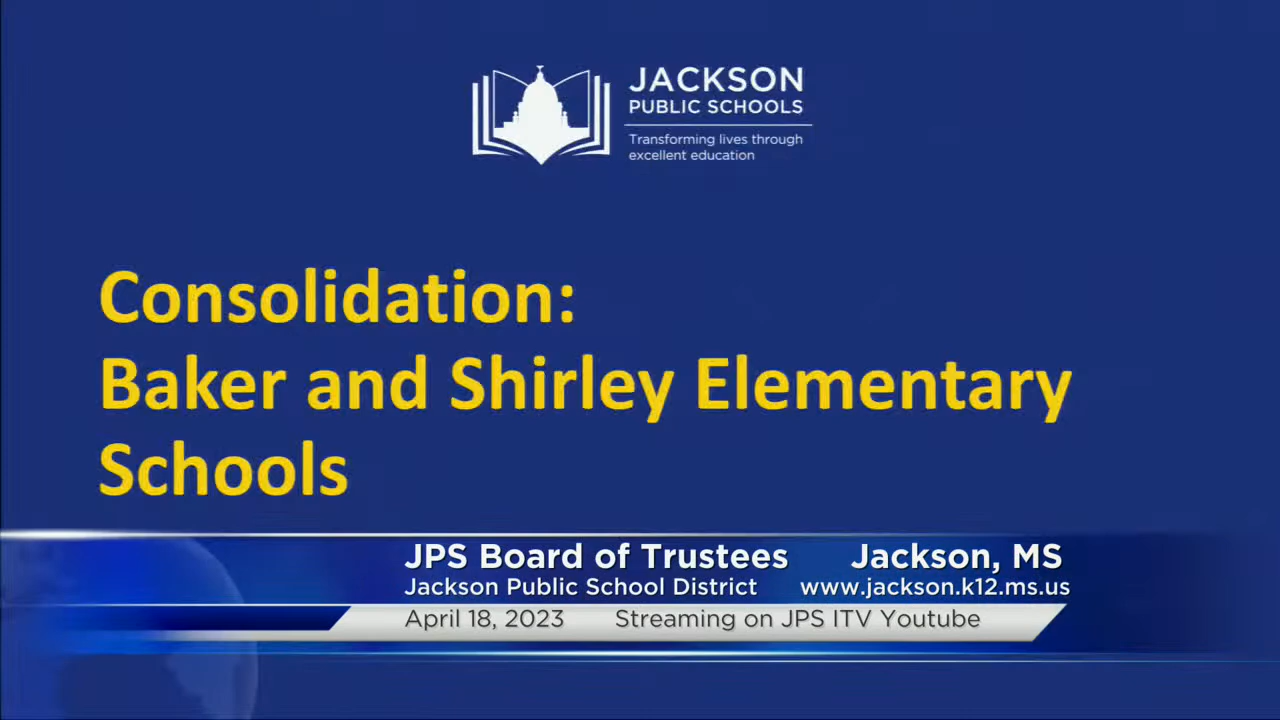 JACKSON
PUBLIC SCHOOLS
Transforming lives through
excellent education
Consolidation:
Baker and Shirley Elementary
Schools
JPS Board of Trustees Jackson, MS
Jackson Public School District www.jackson.k12.ms.us
April 18, 2023 Streaming on JPS ITV Youtube